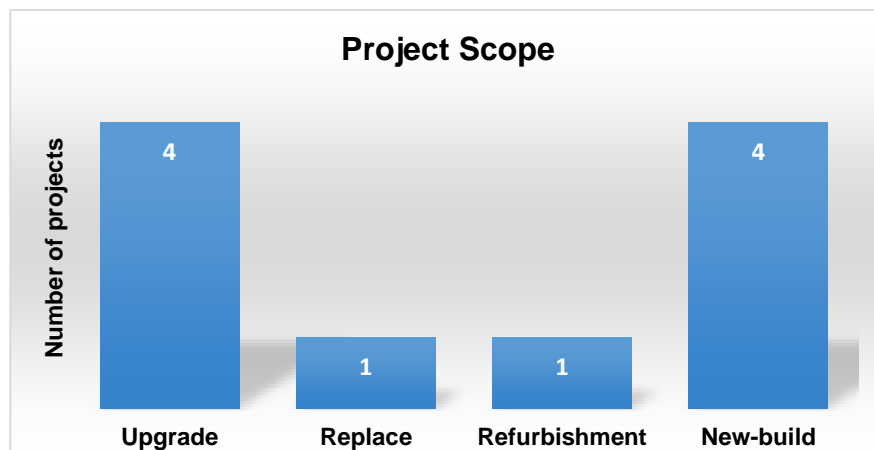 Project Scope
Number of projects
4
1
1
4
Upgrade
Replace
Refurbishment
New-build